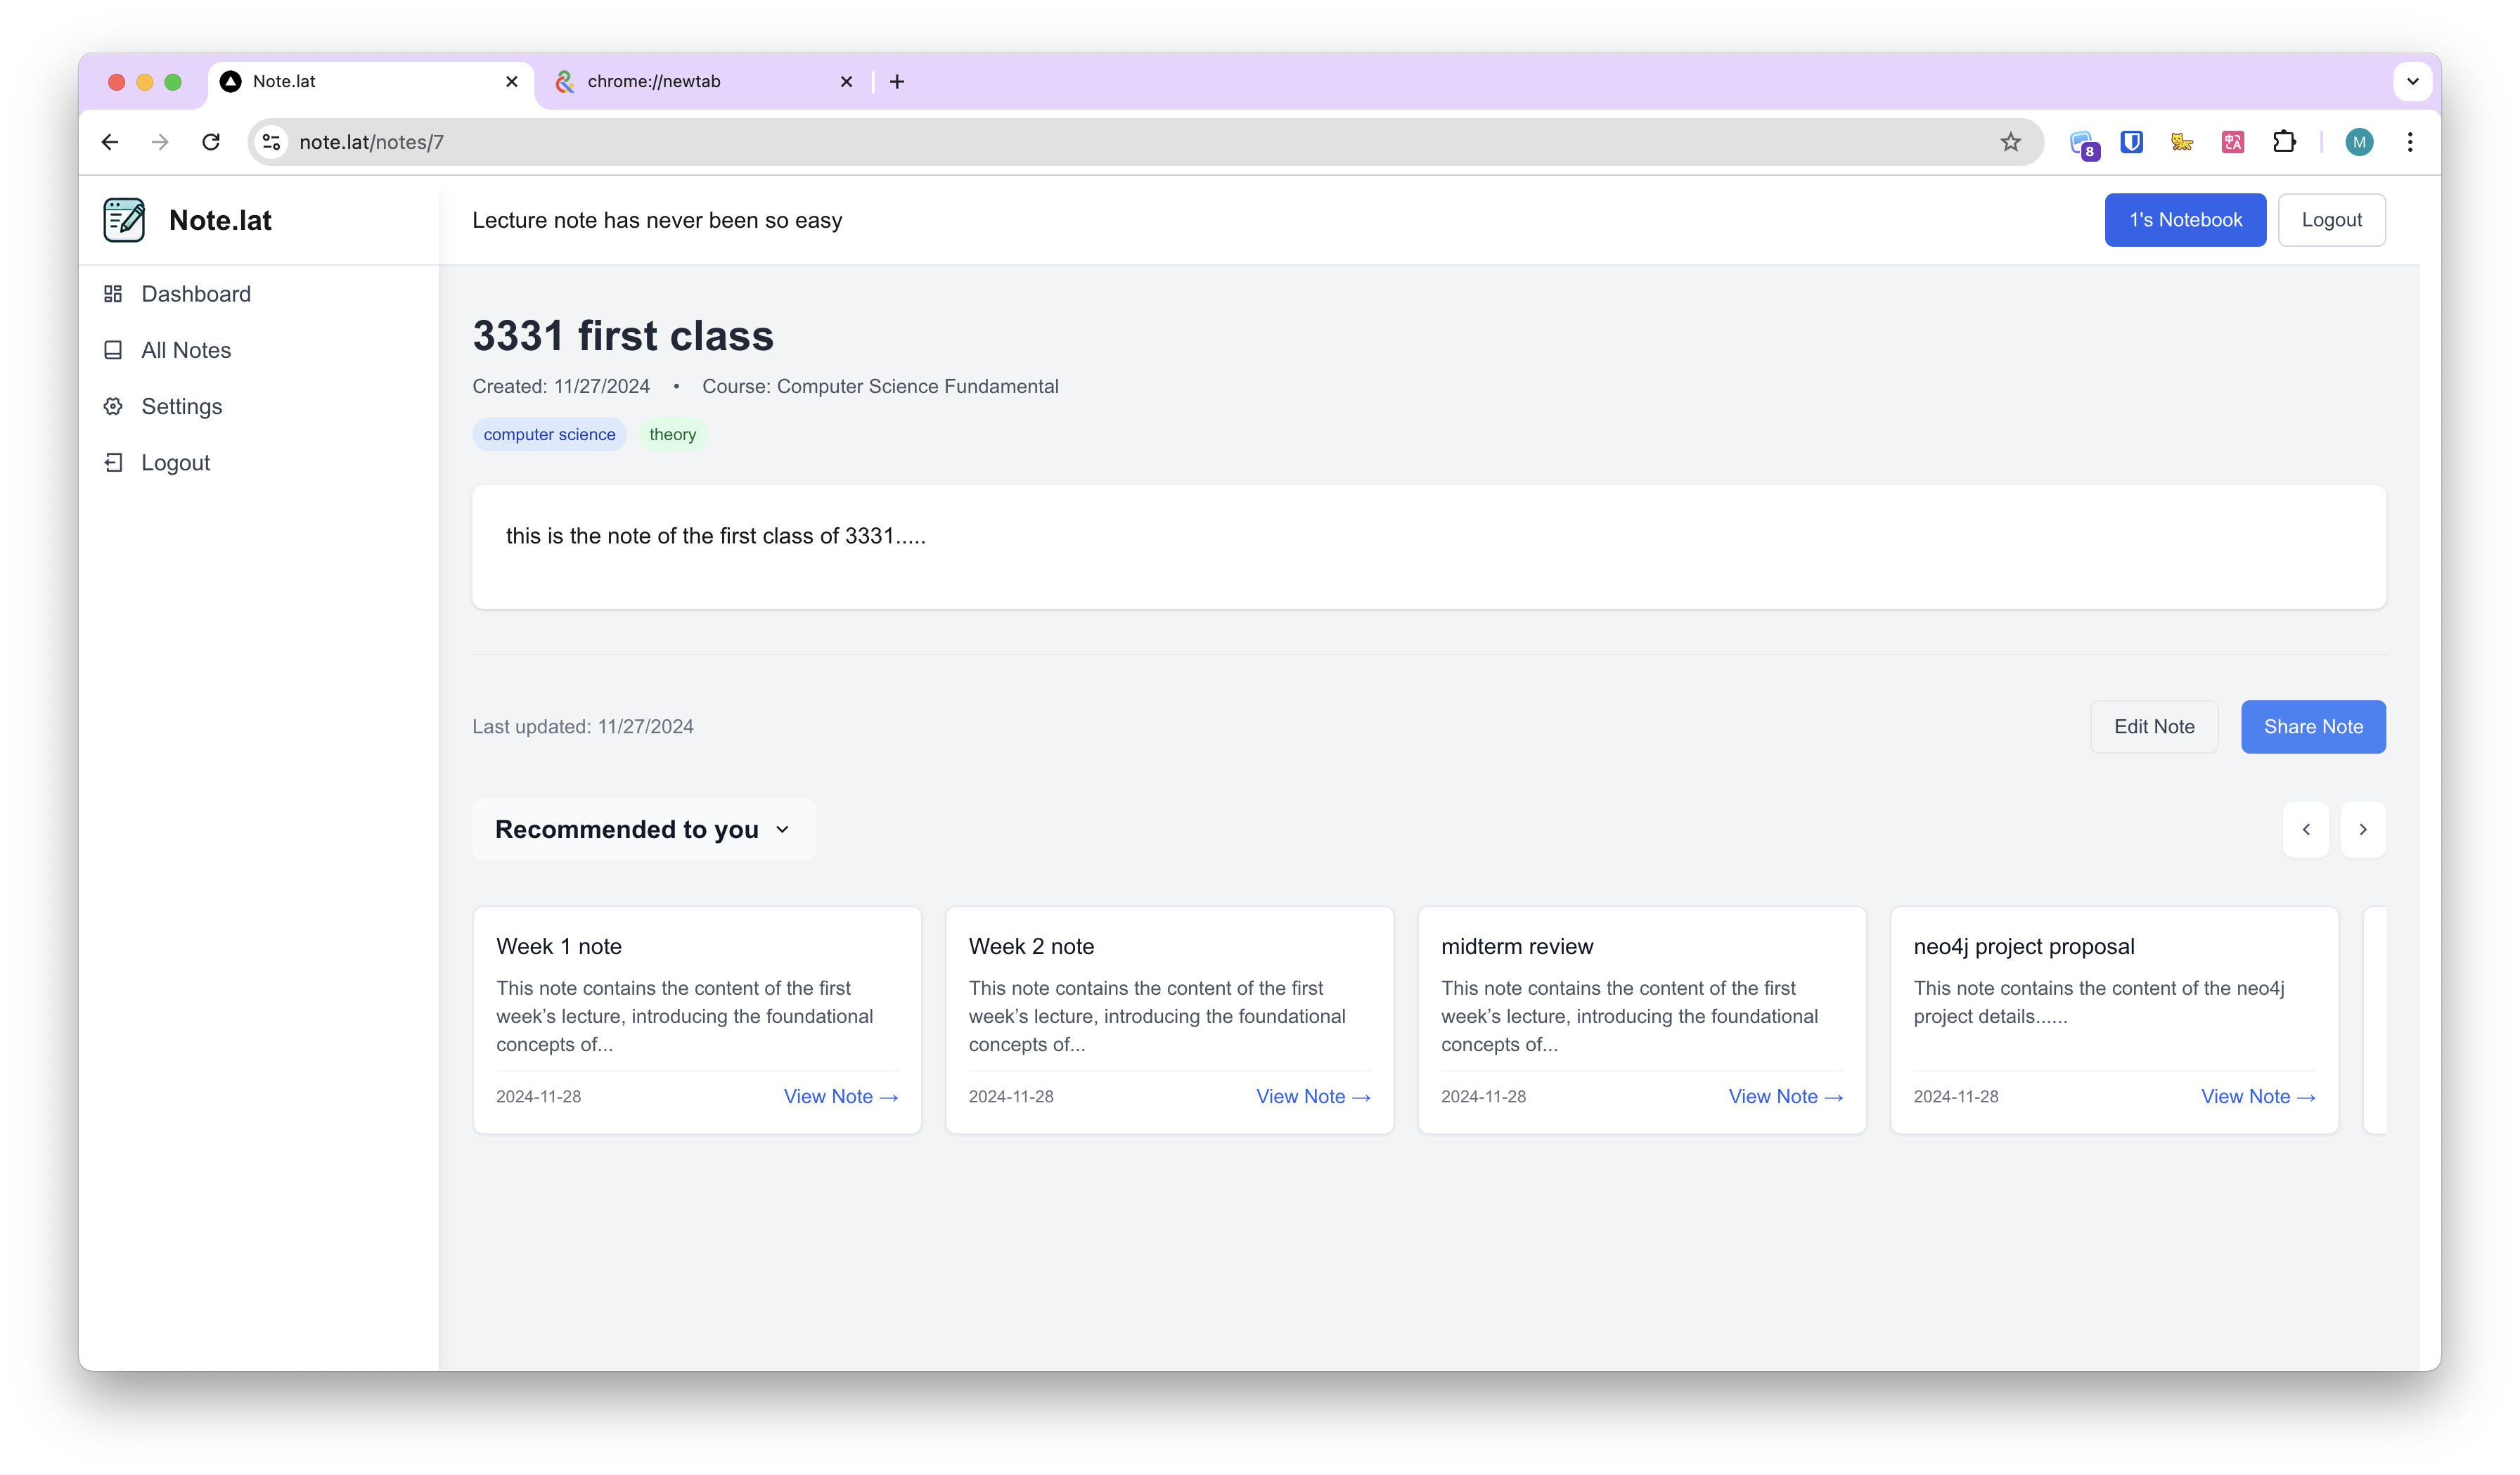 Note.lat
chrome://newtab
note.lat/notes/7
8
M
Note.lat
Lecture note has never been so easy
1's Notebook
Logout
Dashboard
All Notes
Settings
Logout
3331 first class
Created: 11/27/2024 • Course: Computer Science Fundamental
computer science
theory
this is the note of the first class of 3331.....
Last updated: 11/27/2024
Edit Note
Share Note
Recommended to you
Week 1 note
This note contains the content of the first
week’s lecture, introducing the foundational
concepts of...
2024-11-28
View Note →
Week 2 note
This note contains the content of the first
week’s lecture, introducing the foundational
concepts of...
2024-11-28
View Note →
midterm review
This note contains the content of the first
week’s lecture, introducing the foundational
concepts of...
2024-11-28
View Note →
neo4j project proposal
This note contains the content of the neo4j
project details......
2024-11-28
View Note →